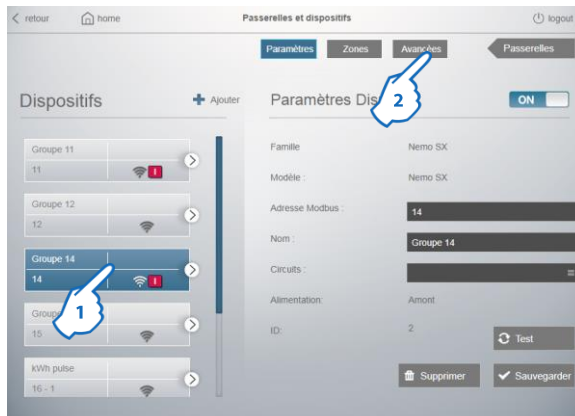 retour home Passerelles et dispositifs logout
Paramètres Zones Avancées Passerelles
Dispositifs Ajouter Paramètres Dis ON
Groupe 11
11 I
Groupe 12
12
Groupe 14
14 I
15
kWh pulse
16 - 1
1
2
Famille Nemo SX
Modèle : Nemo SX
Adresse Modbus : 14
Nom : Groupe 14
Circuits :
Alimentation: Amont
ID: 2
Test
Supprimer Sauvegarder